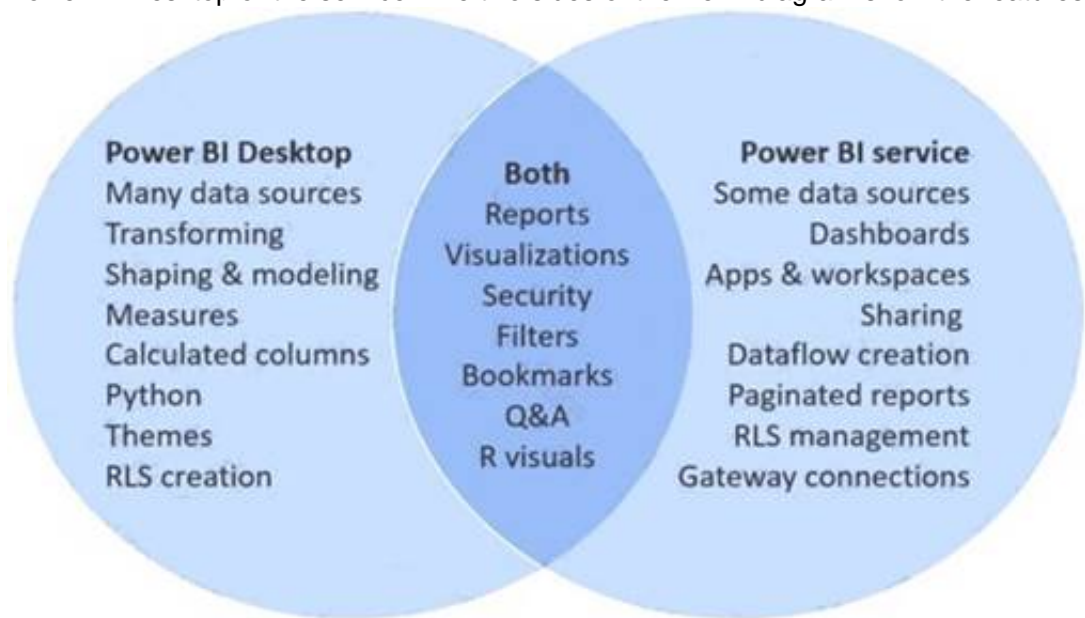 Power BI Desktop
Many data sources
Transforming
Shaping & modeling
Measures
Calculated columns
Python
Themes
RLS creation
Both
Reports
Visualizations
Security
Filters
Bookmarks
Q&A
R visuals
Power BI service
Some data sources
Dashboards
Apps & workspaces
Sharing
Dataflow creation
Paginated reports
RLS management
Gateway connections